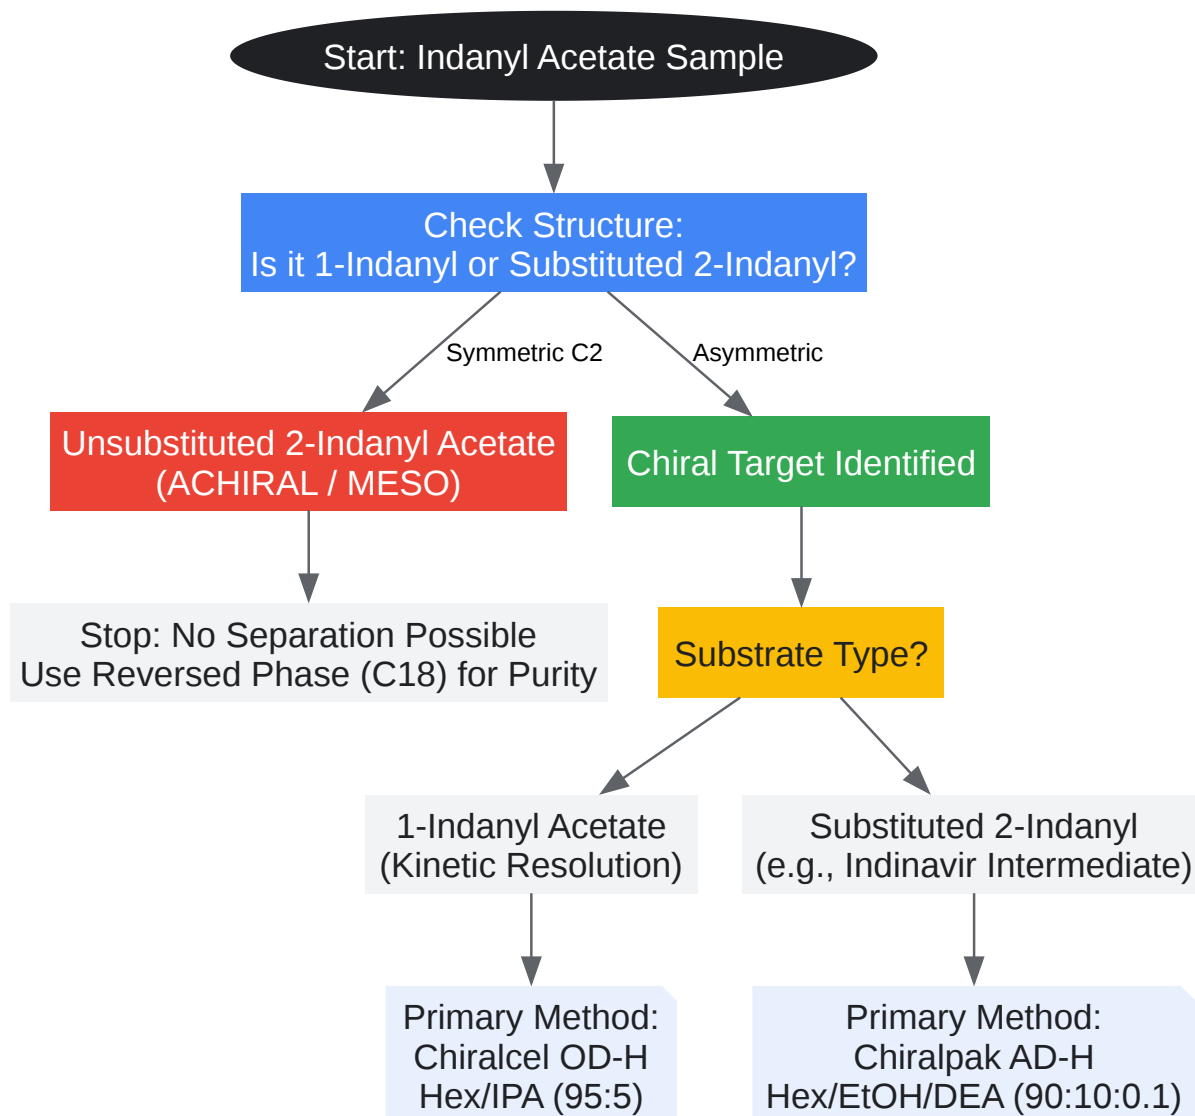 Start: Indanyl Acetate Sample
Check Structure:
Is it 1-Indanyl or Substituted 2-Indanyl?
Symmetric C2
Asymmetric
Unsubstituted 2-Indanyl Acetate
(ACHIRAL / MESO)
Chiral Target Identified
Stop: No Separation Possible
Use Reversed Phase (C18) for Purity
Substrate Type?
1-Indanyl Acetate
(Kinetic Resolution)
Substituted 2-Indanyl
(e.g., Indinavir Intermediate)
Primary Method:
Chiralcel OD-H
Hex/IPA (95:5)
Primary Method:
Chiralpak AD-H
Hex/EtOH/DEA (90:10:0.1)